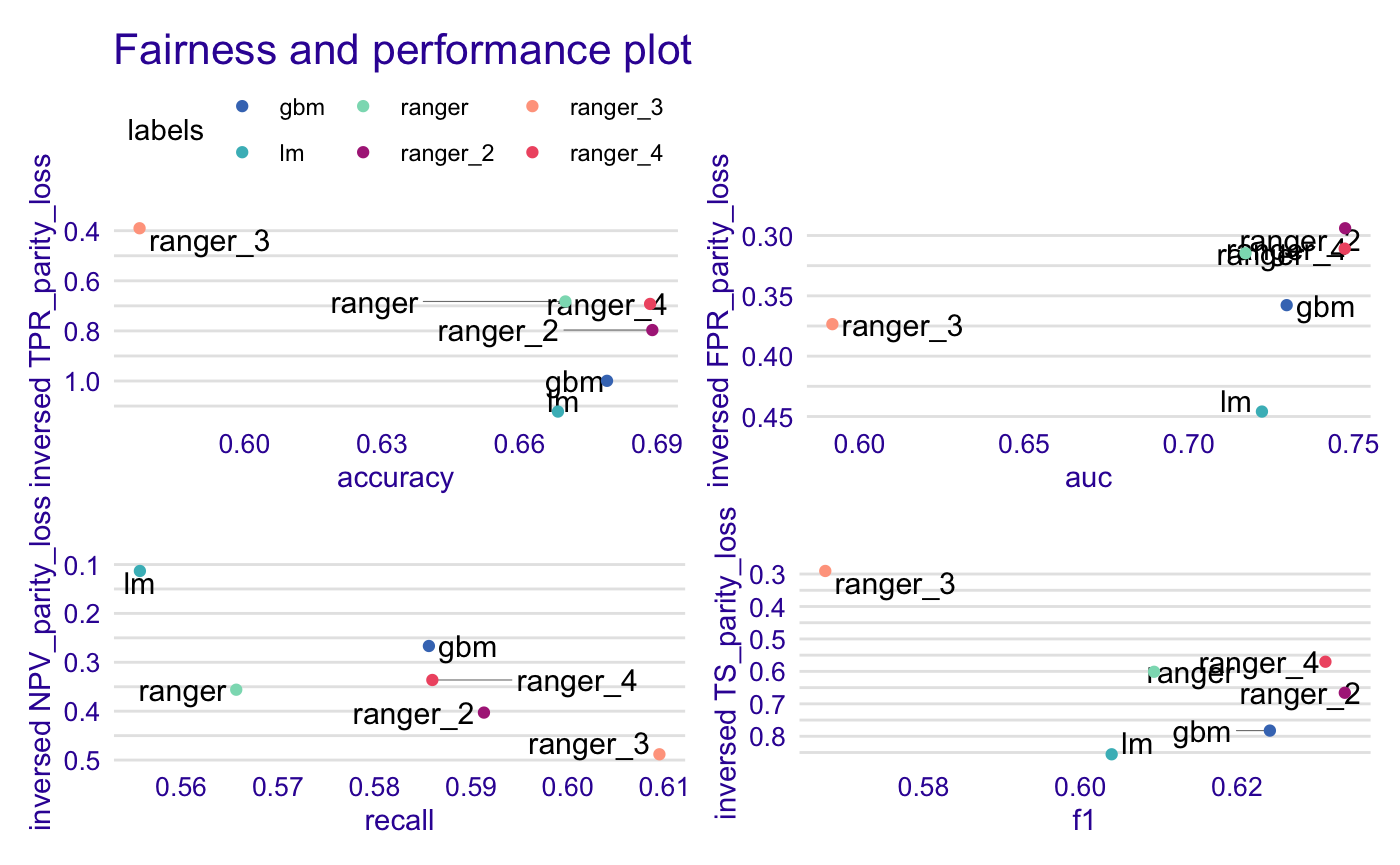 Fairness and performance plot
labels
gbm
ranger
ranger_3
lm
ranger_2
ranger_4
inversed TPR_parity_loss
0.4
0.6
0.8
1.0
ranger_3
ranger
ranger_4
ranger_2
gbm
lm
0.60
0.63
0.66
0.69
accuracy
inversed FPR_parity_loss
0.30
0.35
0.40
0.45
ranger_2
ranger_4
ranger
gbm
ranger_3
lm
0.60
0.65
0.70
0.75
auc
inversed NPV_parity_loss
0.1
0.2
0.3
0.4
0.5
lm
gbm
ranger_4
ranger
ranger_2
ranger_3
0.56
0.57
0.58
0.59
0.60
0.61
recall
inversed TS_parity_loss
0.3
0.4
0.5
0.6
0.7
0.8
ranger_3
ranger_4
ranger
ranger_2
gbm
lm
0.58
0.60
0.62
f1